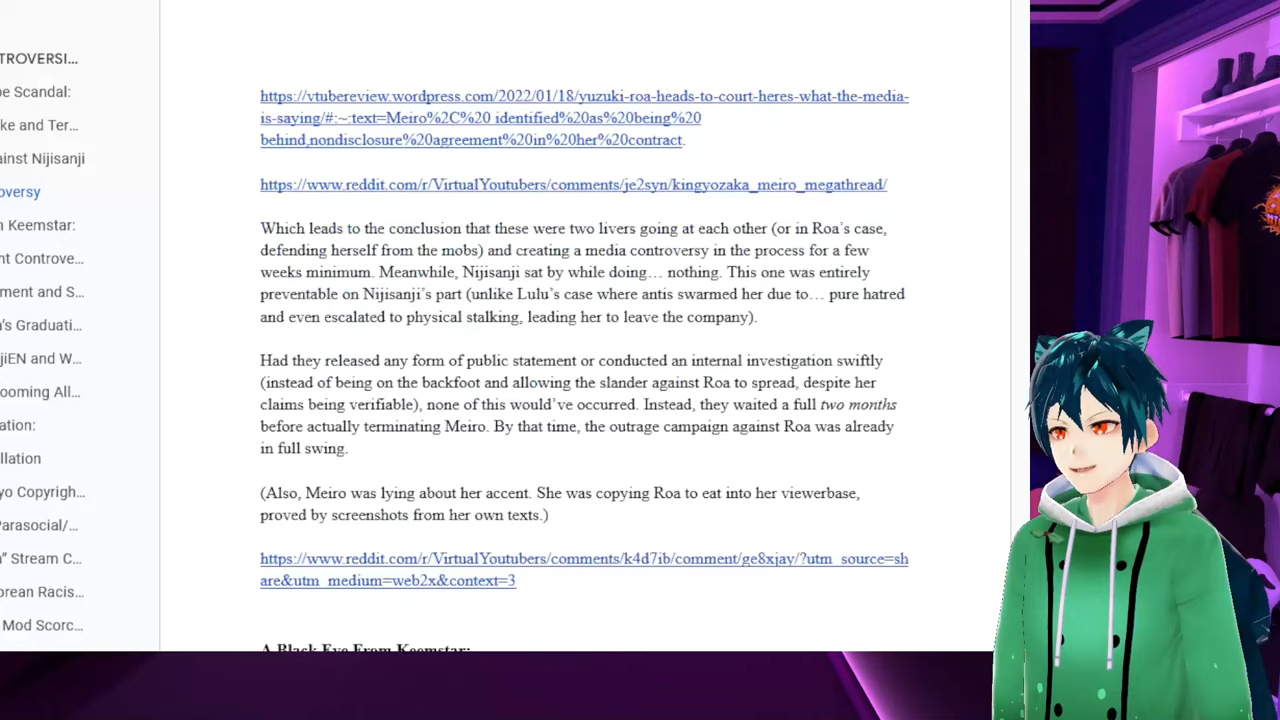 TROVERSI...
be Scandal:
ke and Ter...
ainst Nijisanji
oversy
n Keemstar:
nt Controve...
ment and S...
a's Graduati...
jiEN and W...
ooming All...
ation:
llation
yo Copyrigh...
Parasocial/...
" Stream C...
orean Racis...
Mod Scorc...
https://vtubereview.wordpress.com/2022/01/18/yuzuki-roa-heads-to-court-heres-what-the-media-
is-saying/#:~:text=Meiro%2C%20 identified%20as%20being%20
behind,nondisclosure%20agreement%20in%20her%20contract.
https://www.reddit.com/r/VirtualYoutubers/comments/je2syn/kingyozaka_meiro_megathread/
Which leads to the conclusion that these were two livers going at each other (or in Roa's case,
defending herself from the mobs) and creating a media controversy in the process for a few
weeks minimum. Meanwhile, Nijisanji sat by while doing… nothing. This one was entirely
preventable on Nijisanji's part (unlike Lulu's case where antis swarmed her due to… pure hatred
and even escalated to physical stalking, leading her to leave the company).
Had they released any form of public statement or conducted an internal investigation swiftly
(instead of being on the backfoot and allowing the slander against Roa to spread, despite her
claims being verifiable), none of this would've occurred. Instead, they waited a full two months
before actually terminating Meiro. By that time, the outrage campaign against Roa was already
in full swing.
(Also, Meiro was lying about her accent. She was copying Roa to eat into her viewerbase,
proved by screenshots from her own texts.)
https://www.reddit.com/r/VirtualYoutubers/comments/k4d7ib/comment/ge8xjay/?utm_source=sh
are&utm_medium=web2x&context=3
A Black Eye From Keemstar: